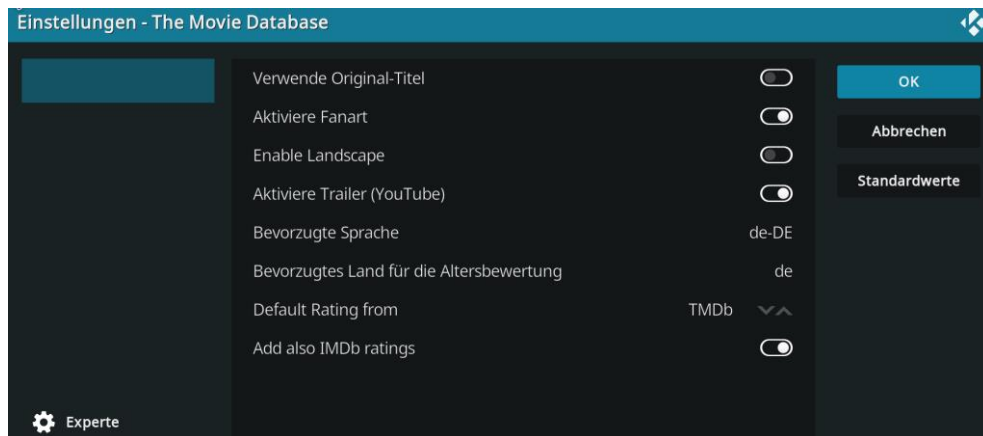 Einstellungen - The Movie Database
Verwende Original-Titel
Aktiviere Fanart
Enable Landscape
Aktiviere Trailer (YouTube)
Bevorzugte Sprache de-DE
Bevorzugtes Land für die Altersbewertung de
Default Rating from TMDb
Add also IMDb ratings
OK
Abbrechen
Standardwerte
Experte